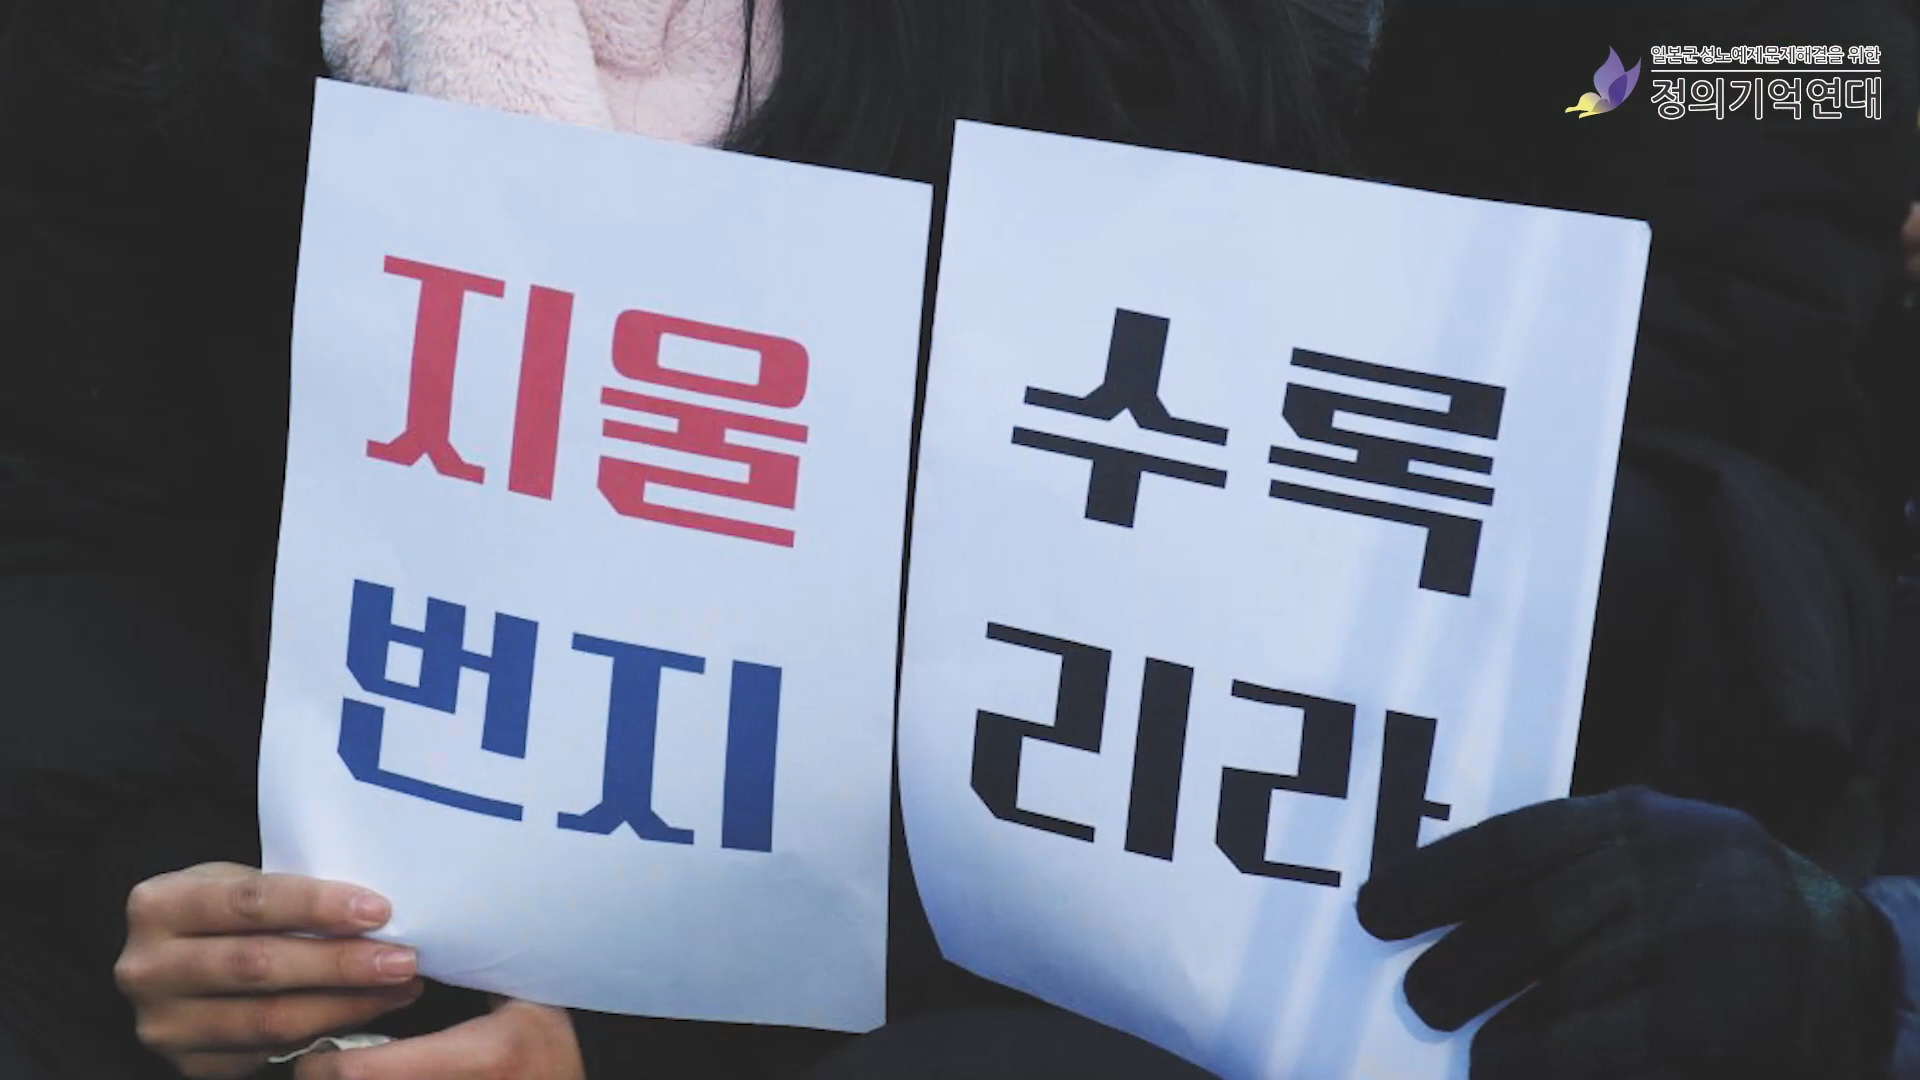 지울
번지
수록
리라
일본군성노예제문제해결을 위한
정의기억연대